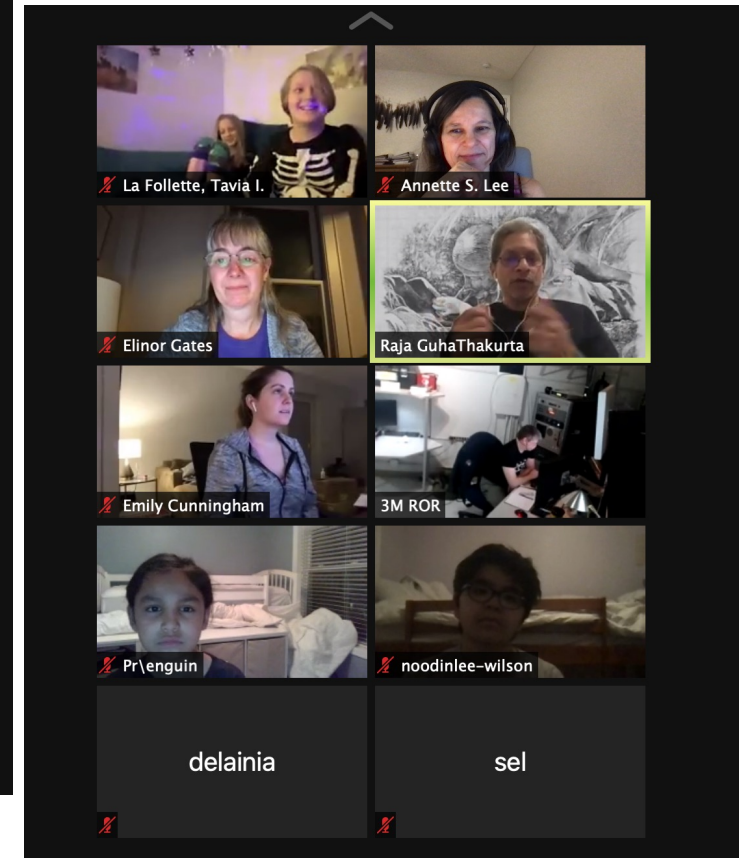 La Follette, Tavia I.
Annette S. Lee
Elinor Gates
Raja GuhaThakurta
Emily Cunningham
3M ROR
Pr\enguin
noodinlee-wilson
delainia
sel